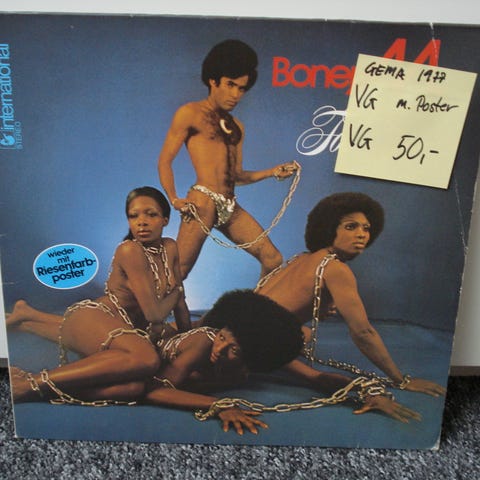 international
STEREO
Boney M
GEMA 1977
VG m. Poster
VG 50,-
wieder
mit
Riesenfarb-
poster